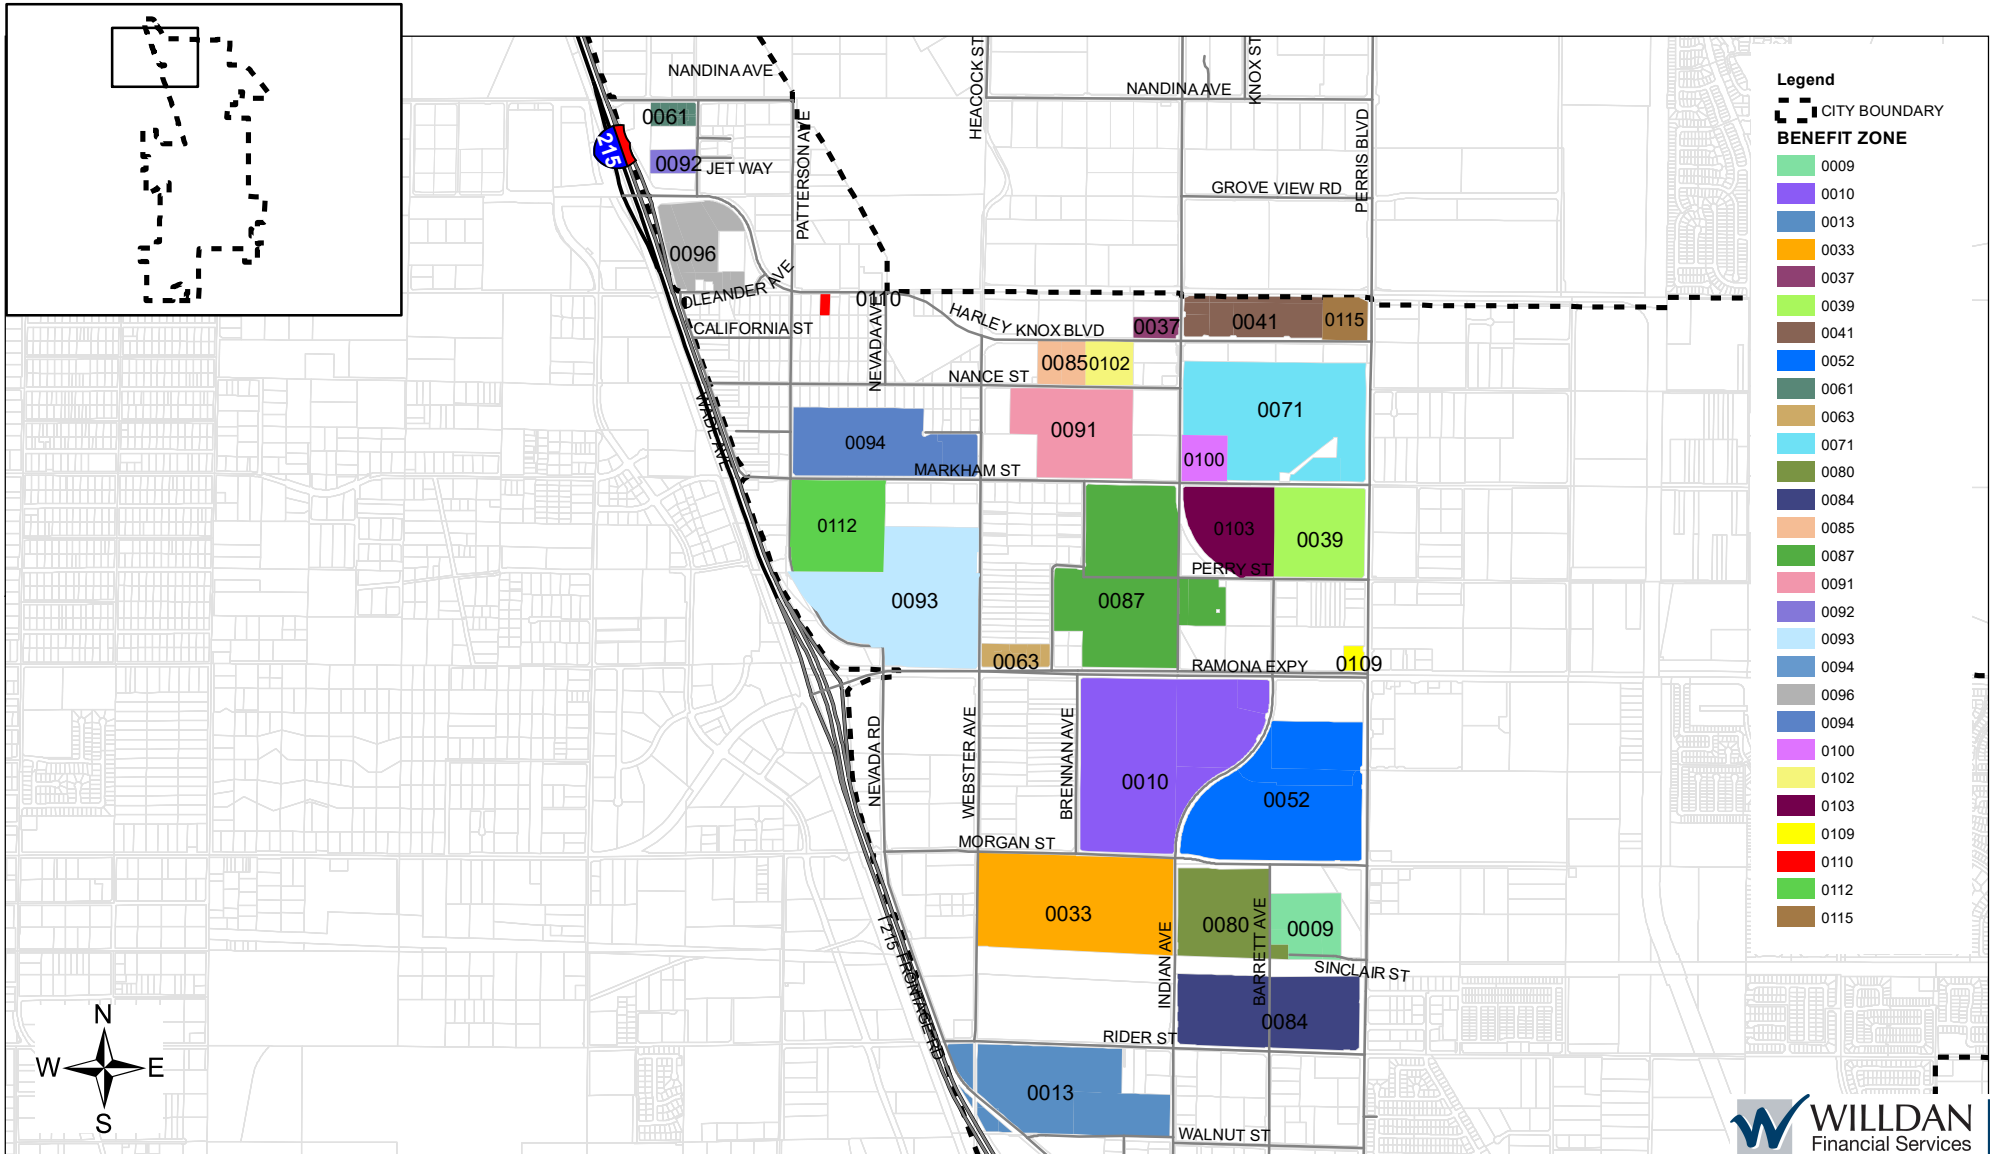 NANDINA AVE
HEACOCK ST
NANDINA AVE
KNOX ST
PERRIS BLVD
0061
215
0092
JET WAY
PATTERSON AVE
GROVE VIEW RD
0096
OLEANDER AVE
0110
NEVADA AVE
HARLEY KNOX BLVD
CALIFORNIA ST
0037
0041
0115
0085
0102
NANCE ST
WADE AVE
0094
0091
0071
0100
MARKHAM ST
0112
0103
0039
PERRY ST
0093
0087
0063
RAMONA EXPY
0109
NEVADA RD
WEBSTER AVE
BRENNAN AVE
0010
0052
MORGAN ST
0033
0080
0009
INDIAN AVE
BARRETT AVE
SINCLAIR ST
I 215 FRONTAGE RD
0084
RIDER ST
0013
WALNUT ST
Legend
CITY BOUNDARY
BENEFIT ZONE
0009
0010
0013
0033
0037
0039
0041
0052
0061
0063
0071
0080
0084
0085
0087
0091
0092
0093
0094
0096
0094
0100
0102
0103
0109
0110
0112
0115
N
W
E
S
WILLDAN
Financial Services